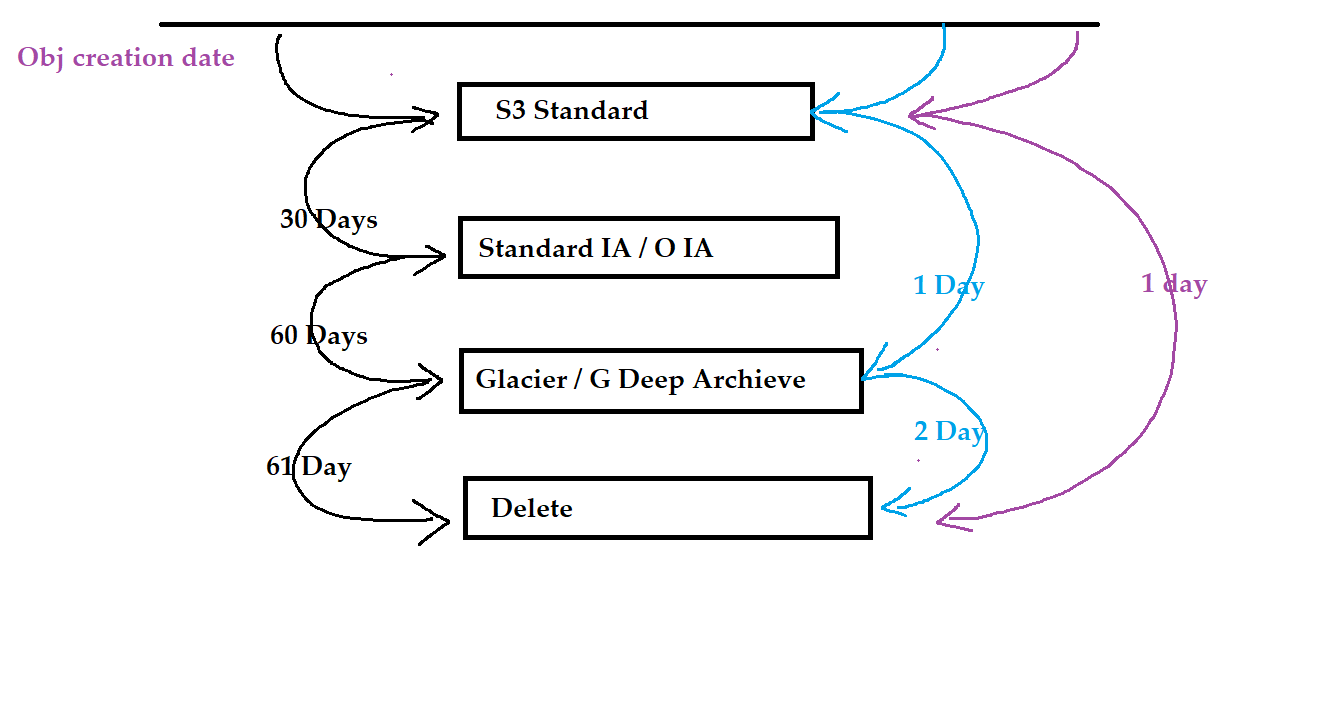 Obj creation date
S3 Standard
30 Days
Standard IA / O IA
1 Day
1 day
60 Days
Glacier / G Deep Archieve
2 Day
61 Day
Delete